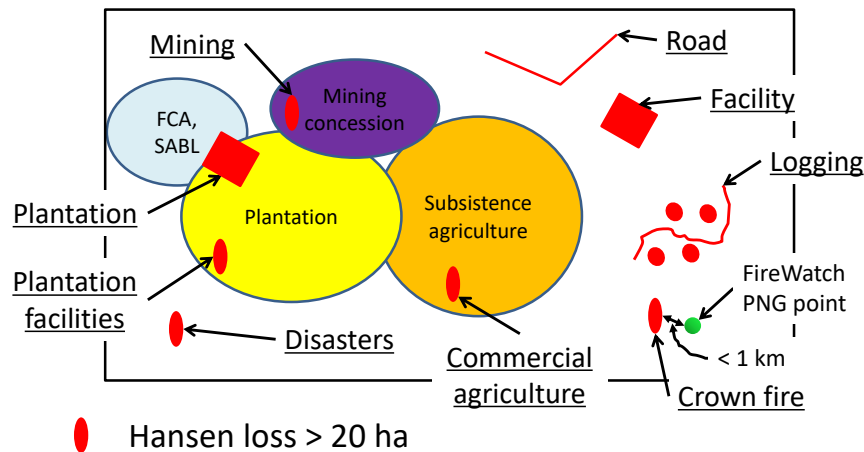 Mining
Road
Mining
concession
FCA,
SABL
Facility
Logging
Plantation
Plantation
Subsistence
agriculture
Plantation
facilities
FireWatch
PNG point
Disasters
Commercial
agriculture
< 1 km
Crown fire
Hansen loss > 20 ha